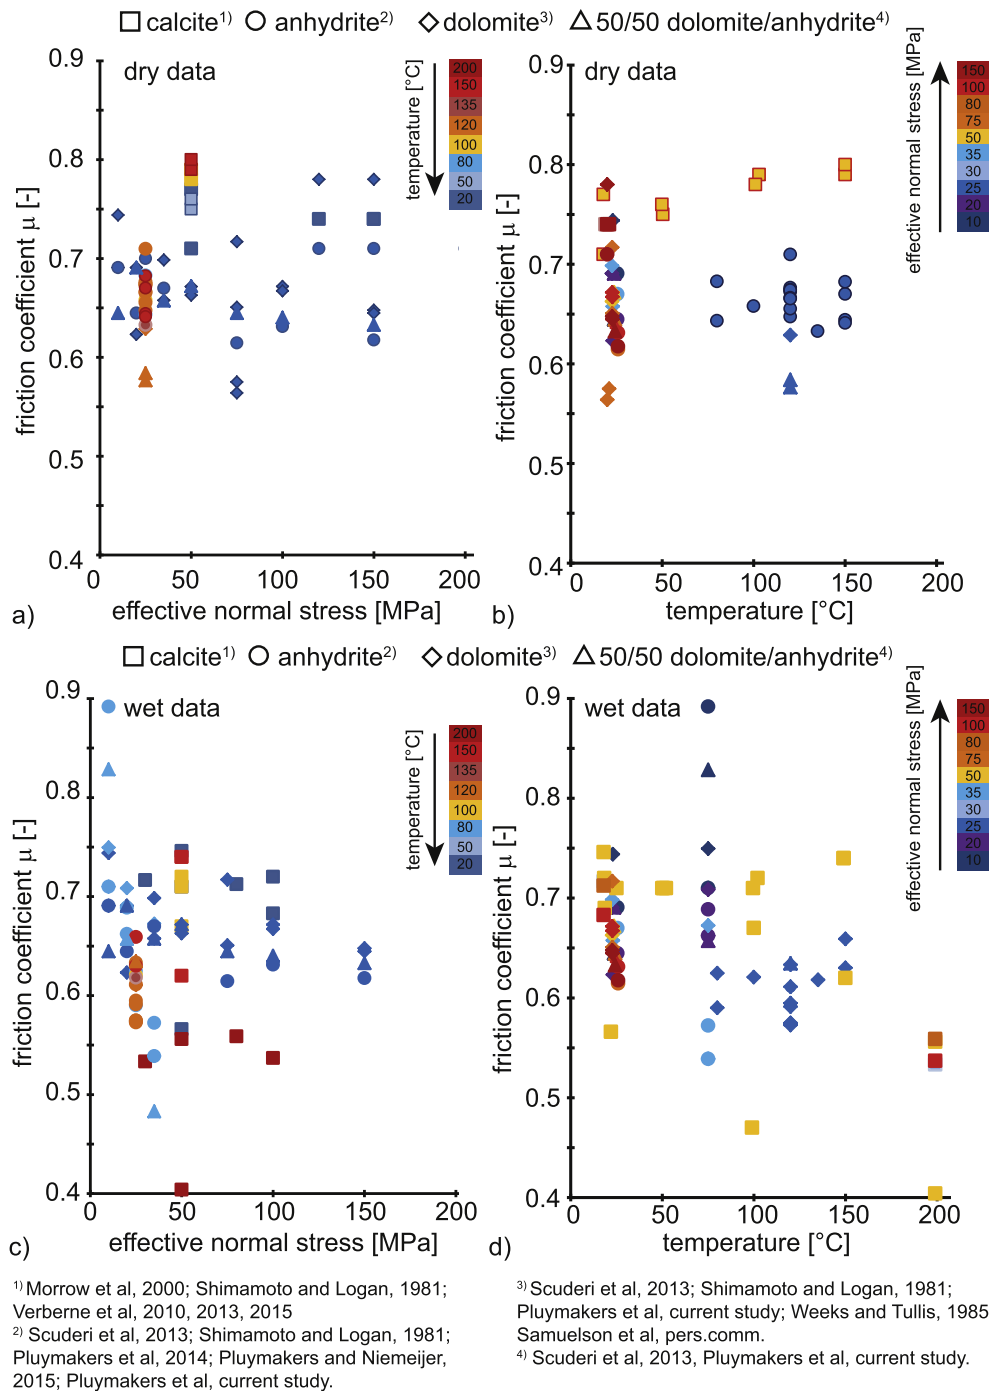 calcite1) anhydrite2) dolomite3) 50/50 dolomite/anhydrite4)
0.9
dry data
temperature [°C]
200
150
135
120
100
80
50
20
0.8
0.7
0.6
0.5
0.4
friction coefficient μ [-]
0 50 100 150 200
effective normal stress [MPa]
a)
0.9
dry data
effective normal stress [MPa]
150
100
80
75
50
35
30
25
20
10
0.8
0.7
0.6
0.5
0.4
friction coefficient μ [-]
0 50 100 150 200
temperature [°C]
b)
calcite1) anhydrite2) dolomite3) 50/50 dolomite/anhydrite4)
0.9
wet data
temperature [°C]
200
150
135
120
100
80
50
20
0.8
0.7
0.6
0.5
0.4
friction coefficient μ [-]
0 50 100 150 200
effective normal stress [MPa]
c)
0.9
wet data
effective normal stress [MPa]
150
100
80
75
50
35
30
25
20
10
0.8
0.7
0.6
0.5
0.4
friction coefficient μ [-]
0 50 100 150 200
temperature [°C]
d)
1) Morrow et al, 2000; Shimamoto and Logan, 1981;
Verberne et al, 2010, 2013, 2015
2) Scuderi et al, 2013; Shimamoto and Logan, 1981;
Pluymakers et al, 2014; Pluymakers and Niemeijer,
2015; Pluymakers et al, current study.
3) Scuderi et al, 2013; Shimamoto and Logan, 1981;
Pluymakers et al, current study; Weeks and Tullis, 1985
Samuelson et al, pers.comm.
4) Scuderi et al, 2013, Pluymakers et al, current study.